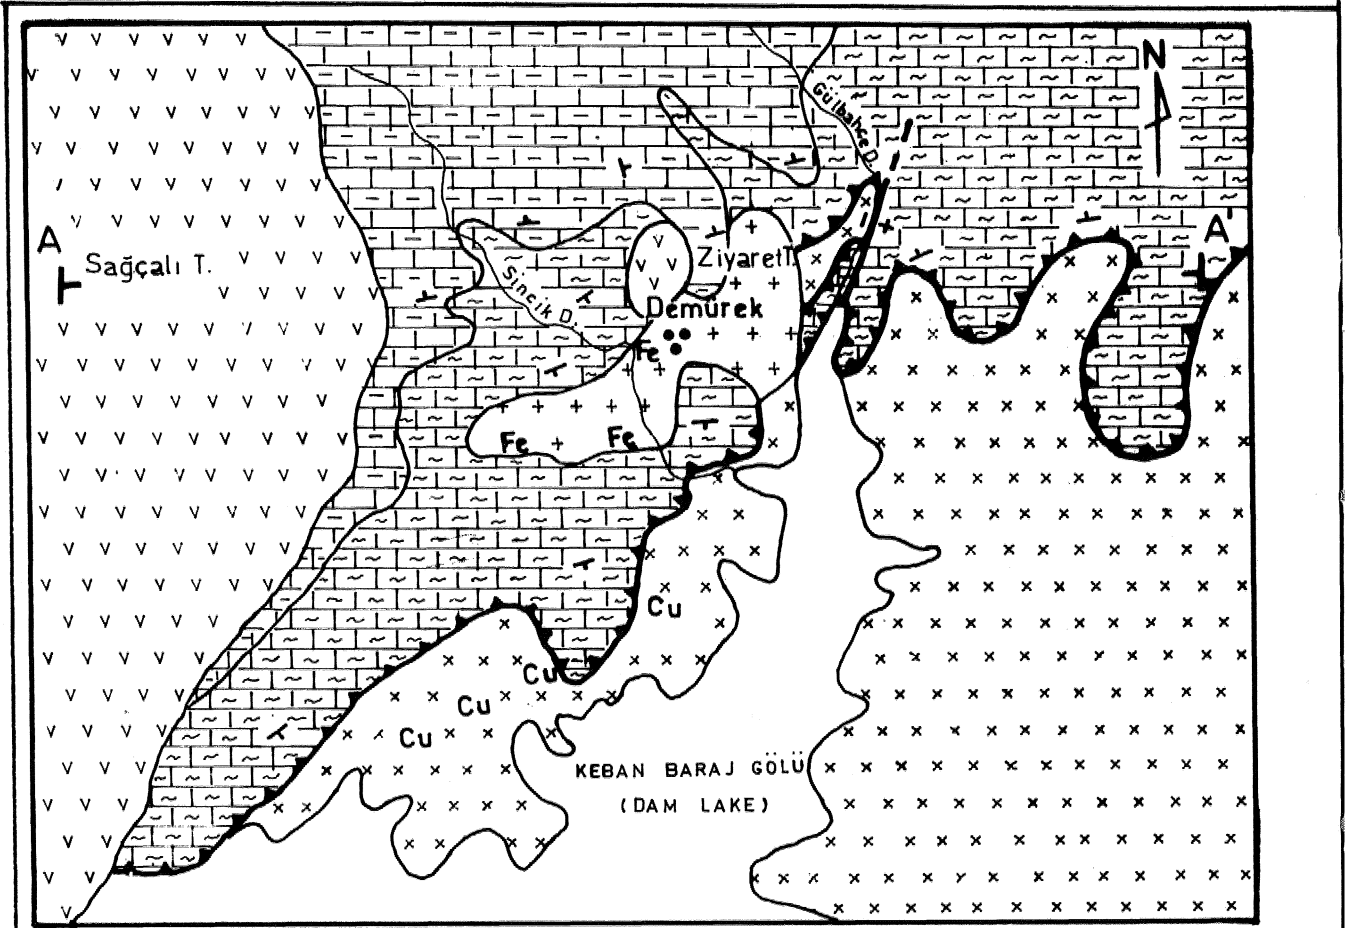 N
Gülbahçe D.
A
A'
Sağçalı T.
Ziyaret T.
Sincik D.
Demürek
Fe
Fe
Fe
Cu
Cu
Cu
Cu
KEBAN BARAJ GÖLÜ
(DAM LAKE)